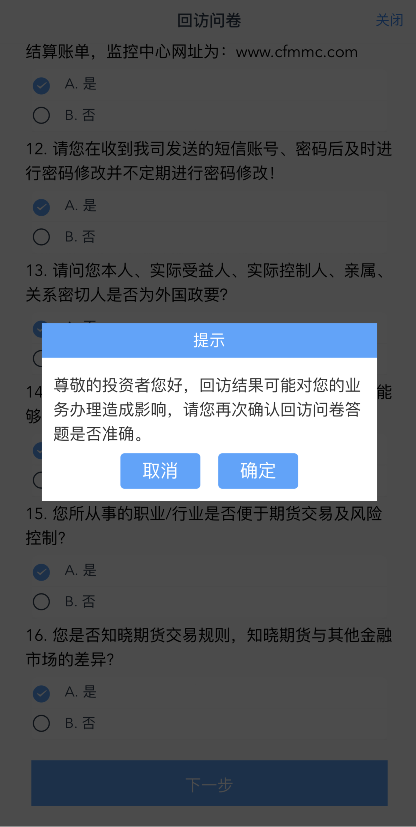 回访问卷
关闭
结算账单，监控中心网址为：www.cfmmc.com
A. 是
B. 否
12. 请您在收到我司发送的短信账号、密码后及时进
行密码修改并不定期进行密码修改！
A. 是
B. 否
13. 请问您本人、实际受益人、实际控制人、亲属、
关系密切人是否为外国政要？
提示
尊敬的投资者您好，回访结果可能对您的业
务办理造成影响，请您再次确认回访问卷答
题是否准确。
取消
确定
14
能
够
15. 您所从事的职业/行业是否便于期货交易及风险
控制？
A. 是
B. 否
16. 您是否知晓期货交易规则，知晓期货与其他金融
市场的差异？
A. 是
B. 否
下一步